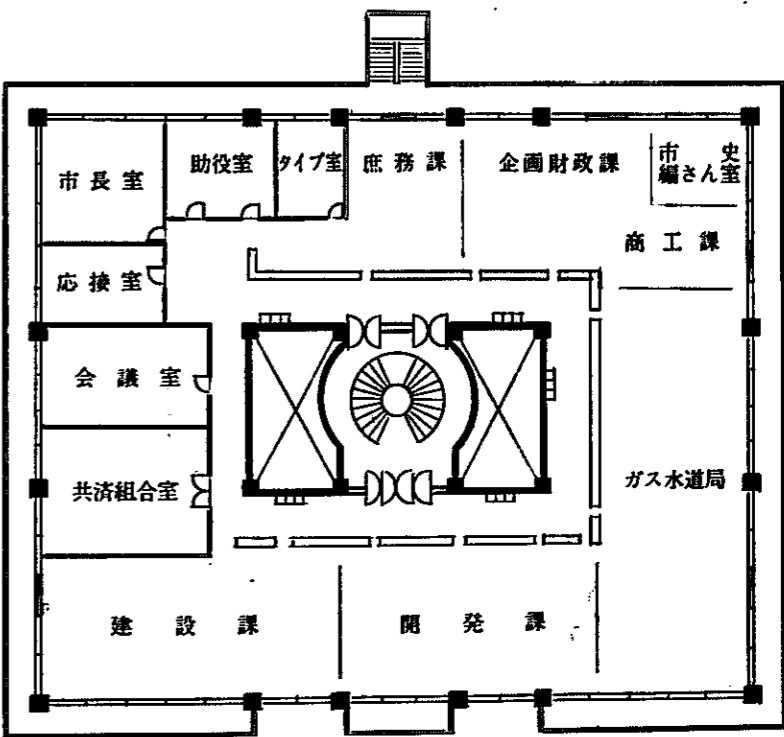 市長室
助役室
タイプ室
庶務課
企画財政課
市史
編さん室
商工課
応接室
会議室
共済組合室
ガス水道局
建設課
開発課